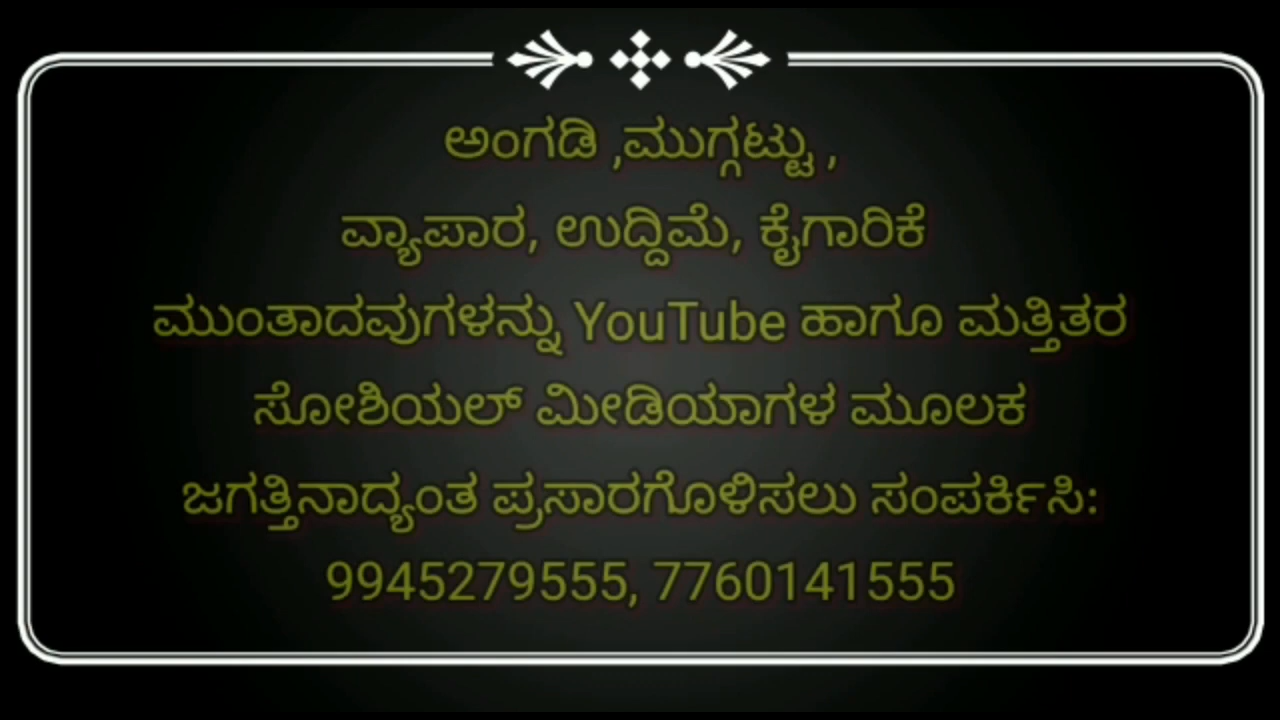 ಅಂಗಡಿ ,ಮುಗ್ಗಟ್ಟು ,
ವ್ಯಾಪಾರ, ಉದ್ದಿಮೆ, ಕೈಗಾರಿಕೆ
ಮುಂತಾದವುಗಳನ್ನು YouTube ಹಾಗೂ ಮತ್ತಿತರ
ಸೋಶಿಯಲ್ ಮೀಡಿಯಾಗಳ ಮೂಲಕ
ಜಗತ್ತಿನಾದ್ಯಂತ ಪ್ರಸಾರಗೊಳಿಸಲು ಸಂಪರ್ಕಿಸಿ:
9945279555, 7760141555